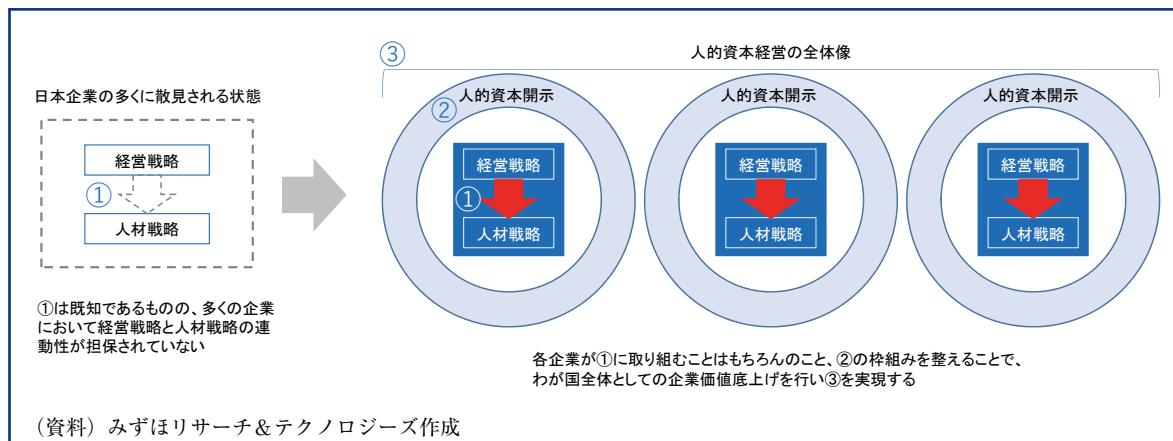 日本企業の多くに散見される状態
経営戦略
①
人材戦略
①は既知であるものの、多くの企業
において経営戦略と人材戦略の連
動性が担保されていない
③
人的資本経営の全体像
人的資本開示
②
経営戦略
①
人材戦略
人的資本開示
経営戦略
人材戦略
人的資本開示
経営戦略
人材戦略
各企業が①に取り組むことはもちろんのこと、②の枠組みを整えることで、
わが国全体としての企業価値底上げを行い③を実現する
（資料）みずほリサーチ＆テクノロジーズ作成